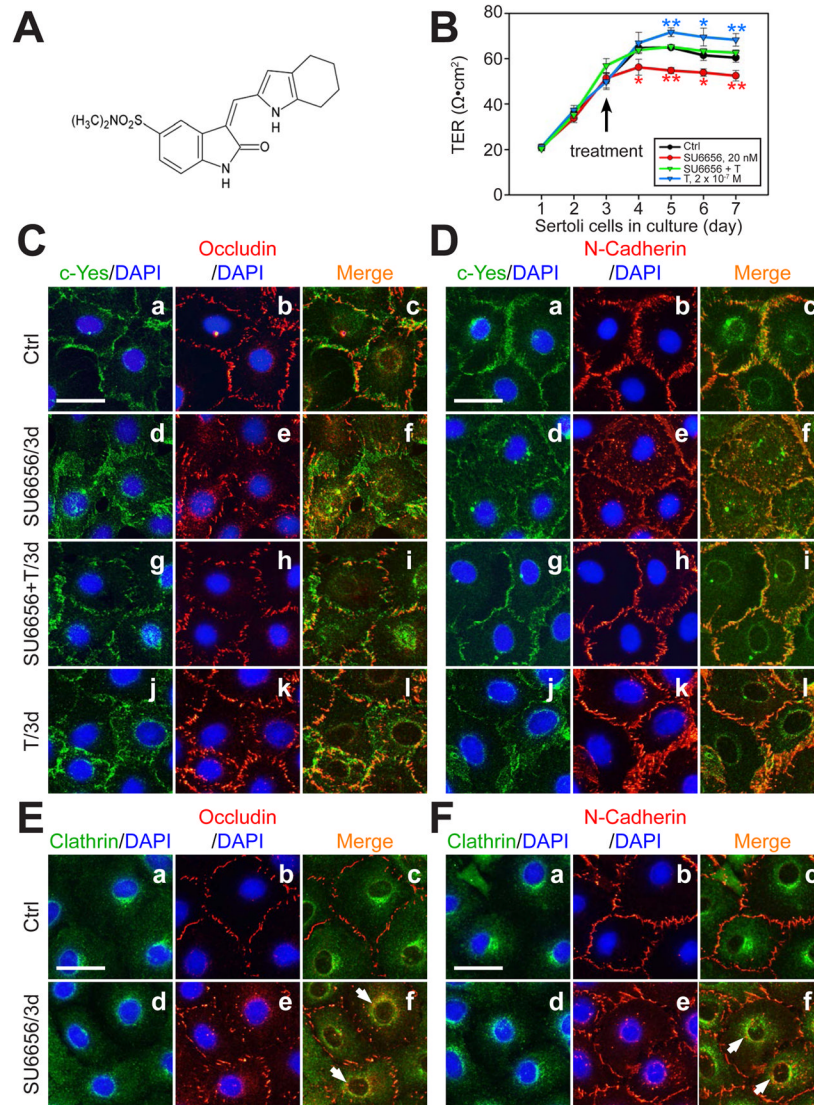 A
(H₃C)₂NO₂S
N
H
O
N
H
B
TER (Ω•cm²)
80
60
40
20
0
** * **
* ** * **
treatment
Ctrl
SU6656, 20 nM
SU6656 + T
T, 2 x 10⁻⁷ M
1 2 3 4 5 6 7
Sertoli cells in culture (day)
C
Occludin
c-Yes/DAPI /DAPI Merge
Ctrl
a b c
SU6656/3d
d e f
SU6656+T/3d
g h i
T/3d
j k l
D
N-Cadherin
c-Yes/DAPI /DAPI Merge
a b c
d e f
g h i
j k l
E
Occludin
Clathrin/DAPI /DAPI Merge
Ctrl
a b c
SU6656/3d
d e f
F
N-Cadherin
Clathrin/DAPI /DAPI Merge
a b c
d e f